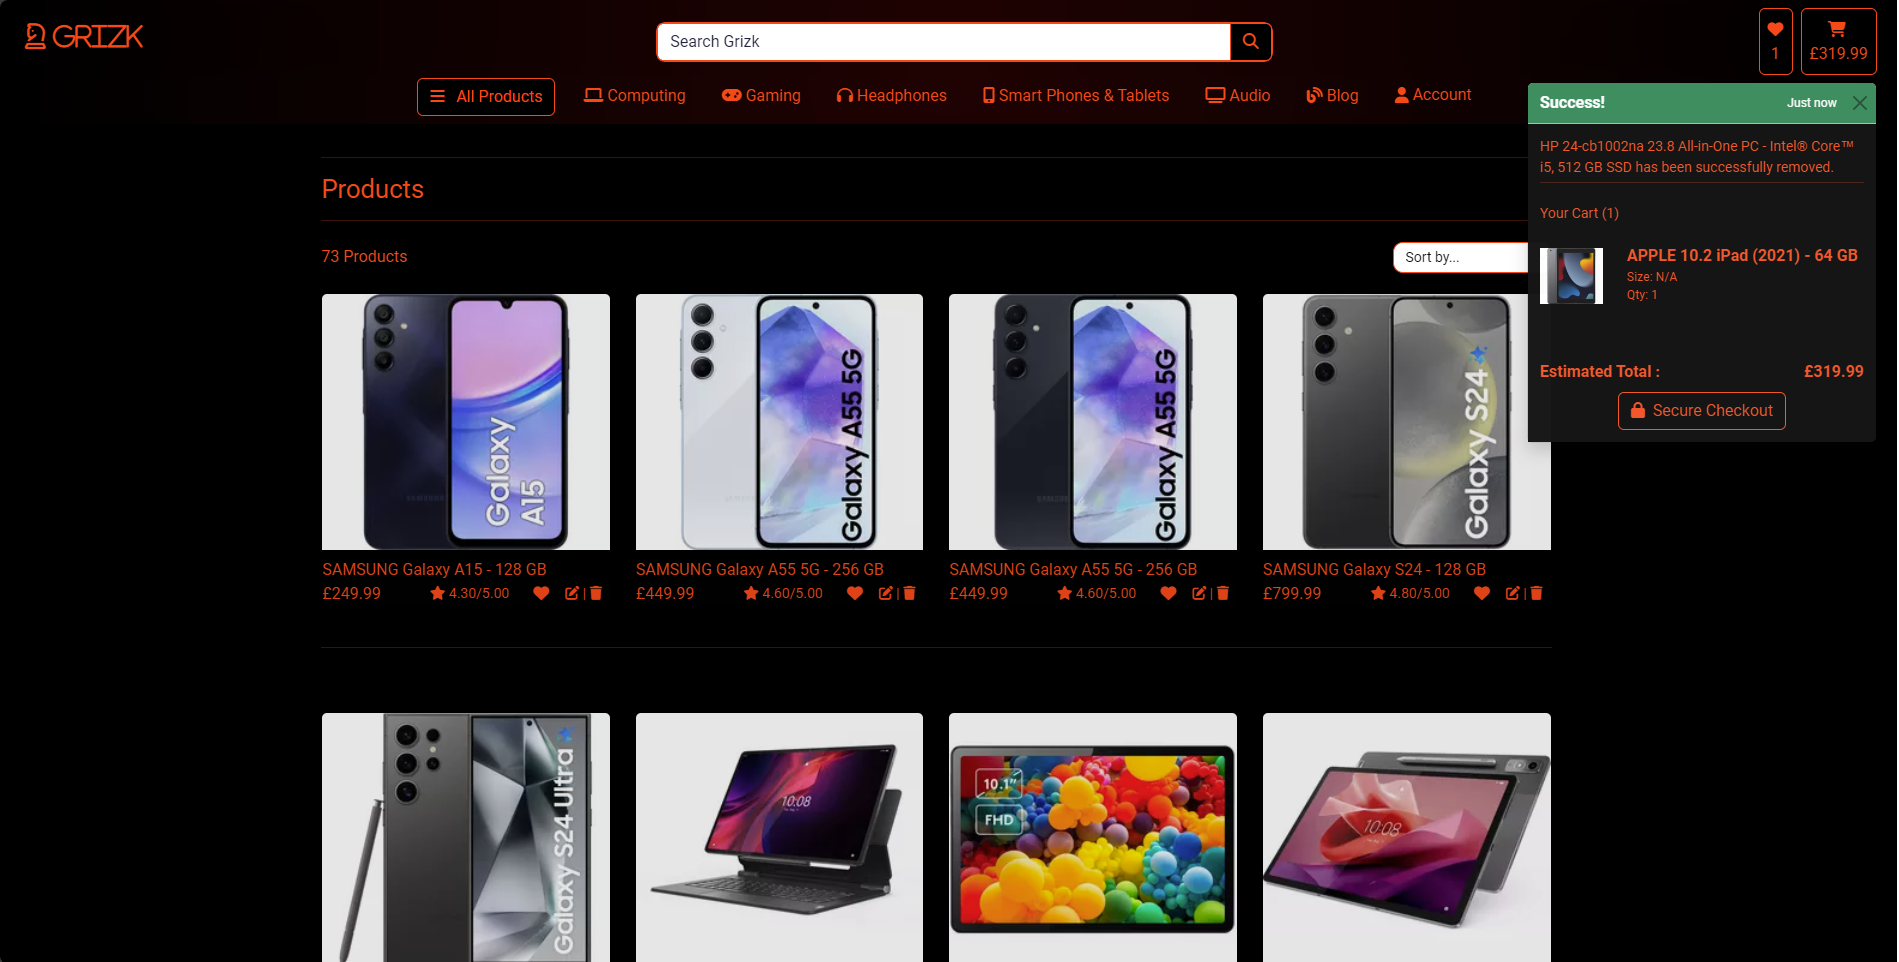 GRIZK
Search Grizk
1
£319.99
All Products
Computing
Gaming
Headphones
Smart Phones & Tablets
Audio
Blog
Account
Success!
Just now
HP 24-cb1002na 23.8 All-in-One PC - Intel® Core™
i5, 512 GB SSD has been successfully removed.
Your Cart (1)
APPLE 10.2 iPad (2021) - 64 GB
Size: N/A
Qty: 1
Estimated Total :
£319.99
Secure Checkout
Products
73 Products
Sort by...
Galaxy
A15
Galaxy A55 5G
Galaxy A55 5G
Galaxy S24
SAMSUNG Galaxy A15 - 128 GB
£249.99
4.30/5.00
|
SAMSUNG Galaxy A55 5G - 256 GB
£449.99
4.60/5.00
|
SAMSUNG Galaxy A55 5G - 256 GB
£449.99
4.60/5.00
|
SAMSUNG Galaxy S24 - 128 GB
£799.99
4.80/5.00
|
Galaxy S24 Ultra
10:08
10.1"
FHD
10:08